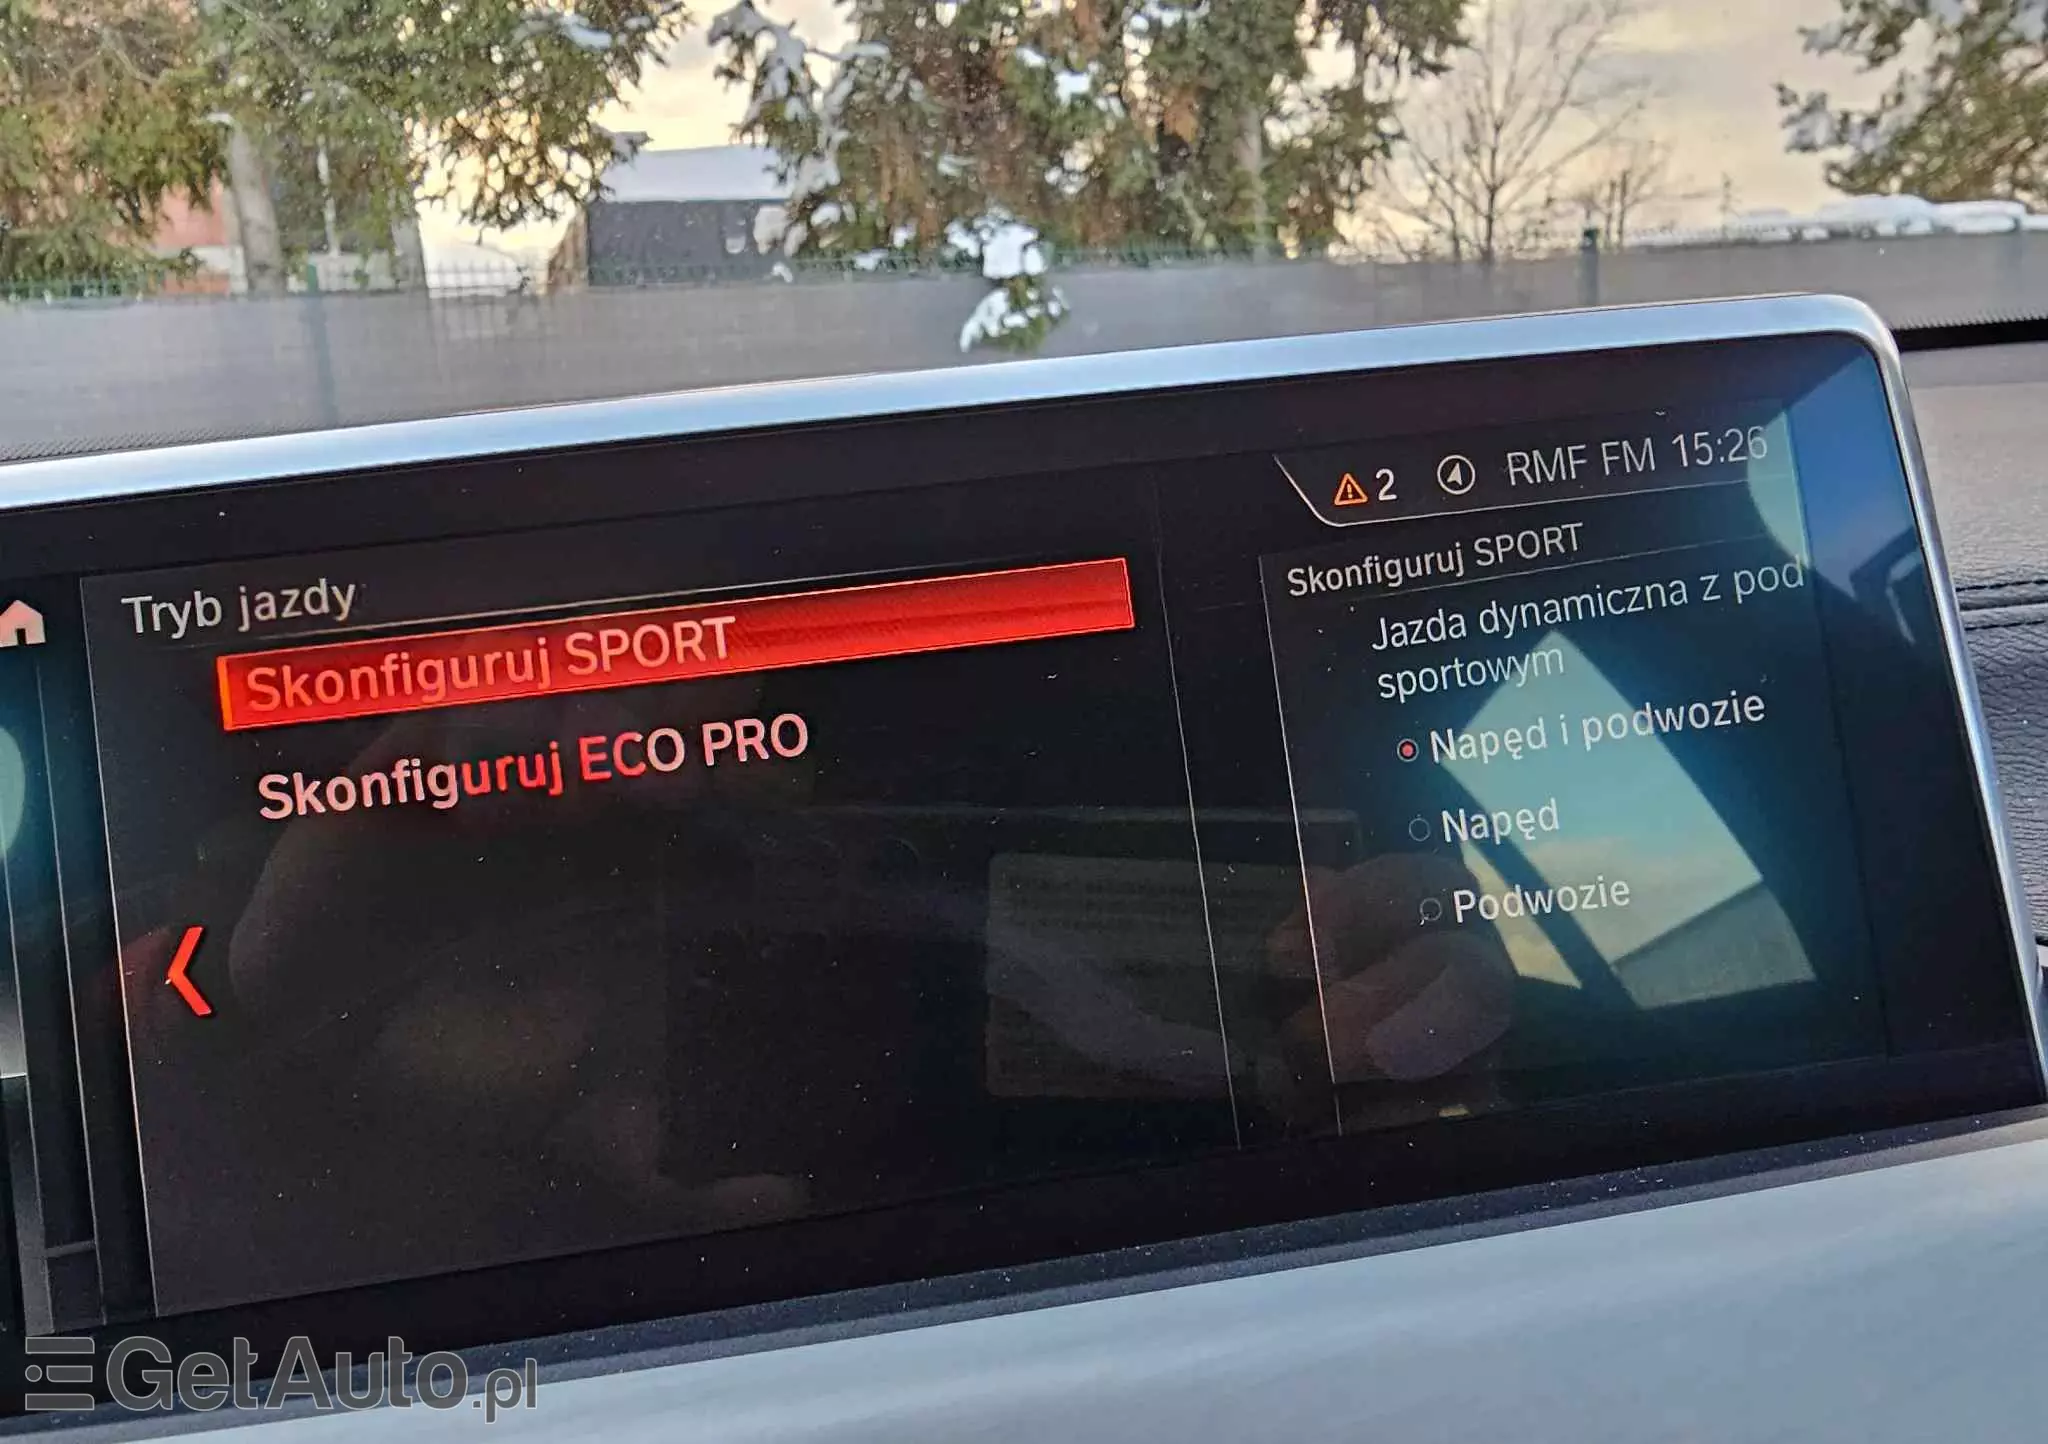 2 RMF FM 15:26
Tryb jazdy
Skonfiguruj SPORT
Skonfiguruj ECO PRO
Skonfiguruj SPORT
Jazda dynamiczna z pod
sportowym
Napęd i podwozie
Napęd
Podwozie
GetAuto.pl